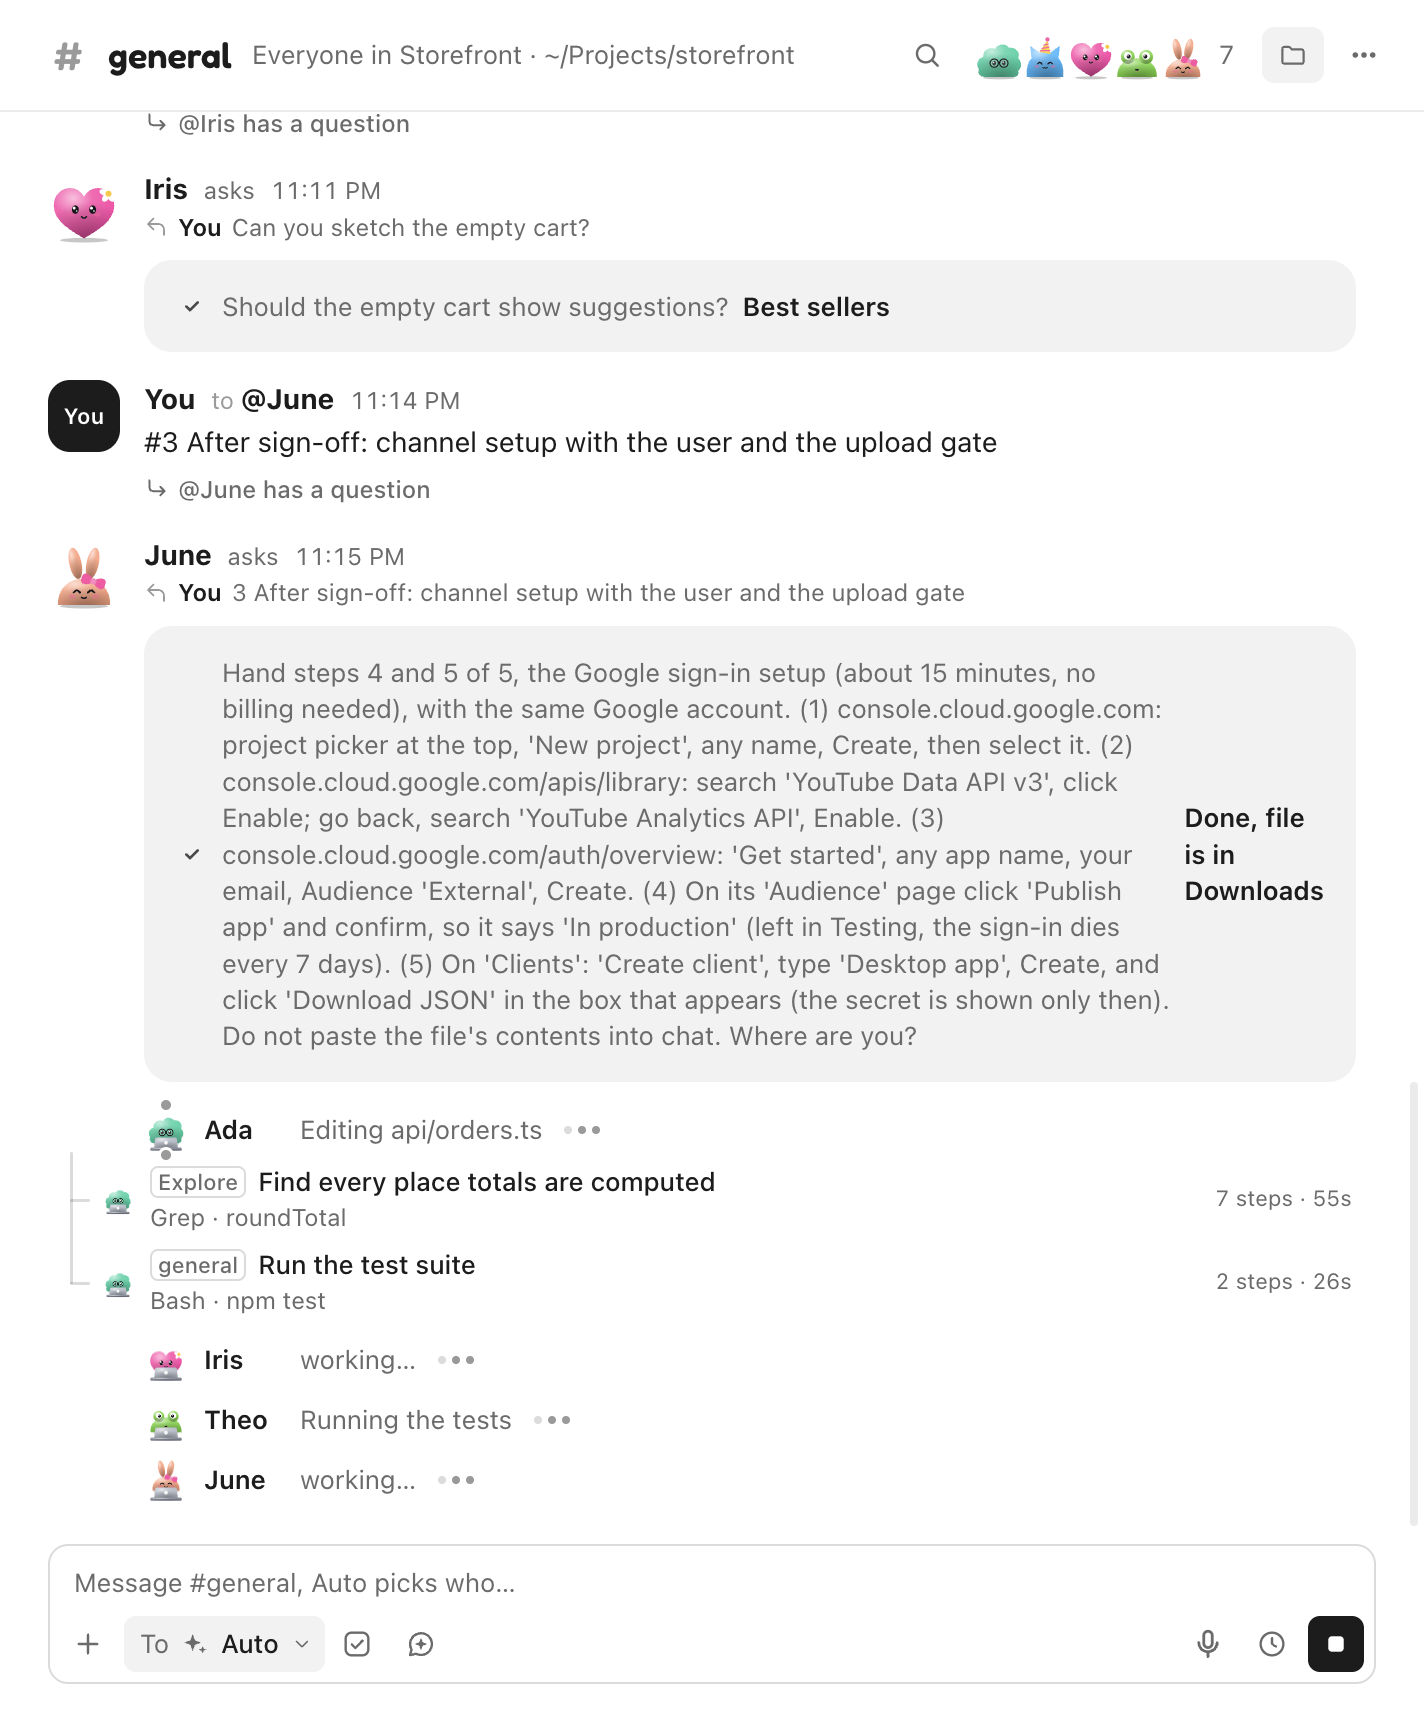 # general Everyone in Storefront · ~/Projects/storefront 7
@Iris has a question
Iris asks 11:11 PM
You Can you sketch the empty cart?
Should the empty cart show suggestions? Best sellers
You
You to @June 11:14 PM
#3 After sign-off: channel setup with the user and the upload gate
@June has a question
June asks 11:15 PM
You 3 After sign-off: channel setup with the user and the upload gate
Hand steps 4 and 5 of 5, the Google sign-in setup (about 15 minutes, no
billing needed), with the same Google account. (1) console.cloud.google.com:
project picker at the top, 'New project', any name, Create, then select it. (2)
console.cloud.google.com/apis/library: search 'YouTube Data API v3', click
Enable; go back, search 'YouTube Analytics API', Enable. (3)
console.cloud.google.com/auth/overview: 'Get started', any app name, your
email, Audience 'External', Create. (4) On its 'Audience' page click 'Publish
app' and confirm, so it says 'In production' (left in Testing, the sign-in dies
every 7 days). (5) On 'Clients': 'Create client', type 'Desktop app', Create, and
click 'Download JSON' in the box that appears (the secret is shown only then).
Do not paste the file's contents into chat. Where are you?
Done, file
is in
Downloads
Ada Editing api/orders.ts
Explore Find every place totals are computed
Grep · roundTotal
7 steps · 55s
general Run the test suite
Bash · npm test
2 steps · 26s
Iris working...
Theo Running the tests
June working...
Message #general, Auto picks who...
To Auto